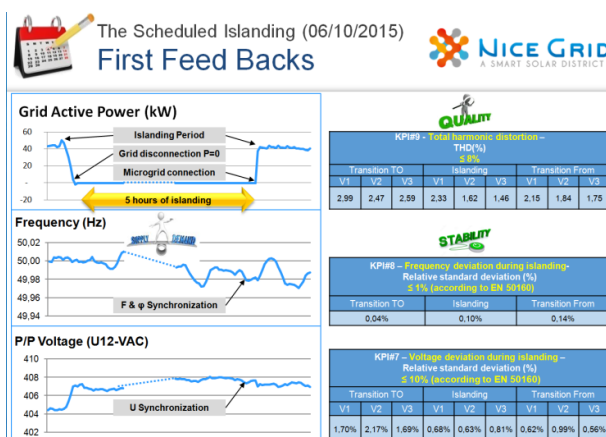 The Scheduled Islanding (06/10/2015)
First Feed Backs
NICE GRID
A SMART SOLAR DISTRICT
Grid Active Power (kW)
60
40
20
-
-20
Islanding Period
Grid disconnection P=0
Microgrid connection
5 hours of islanding
Frequency (Hz)
50,02
50,00
49,98
49,96
49,94
SUPPLY DEMAND
F & φ Synchronization
P/P Voltage (U12-VAC)
410
408
406
404
402
U Synchronization
QUALITY
KPI#9 - Total harmonic distortion –
THD(%)
≤ 8%
Transition TO Islanding Transition From
V1 V2 V3 V1 V2 V3 V1 V2 V3
2,99 2,47 2,59 2,33 1,62 1,46 2,15 1,84 1,75
STABILITY
KPI#8 – Frequency deviation during islanding-
Relative standard deviation (%)
≤ 1% (according to EN 50160)
Transition TO Islanding Transition From
0,04% 0,10% 0,14%
KPI#7 – Voltage deviation during islanding –
Relative standard deviation (%)
≤ 10% (according to EN 50160)
Transition TO Islanding Transition From
V1 V2 V3 V1 V2 V3 V1 V2 V3
1,70% 2,17% 1,69% 0,68% 0,63% 0,81% 0,62% 0,99% 0,56%